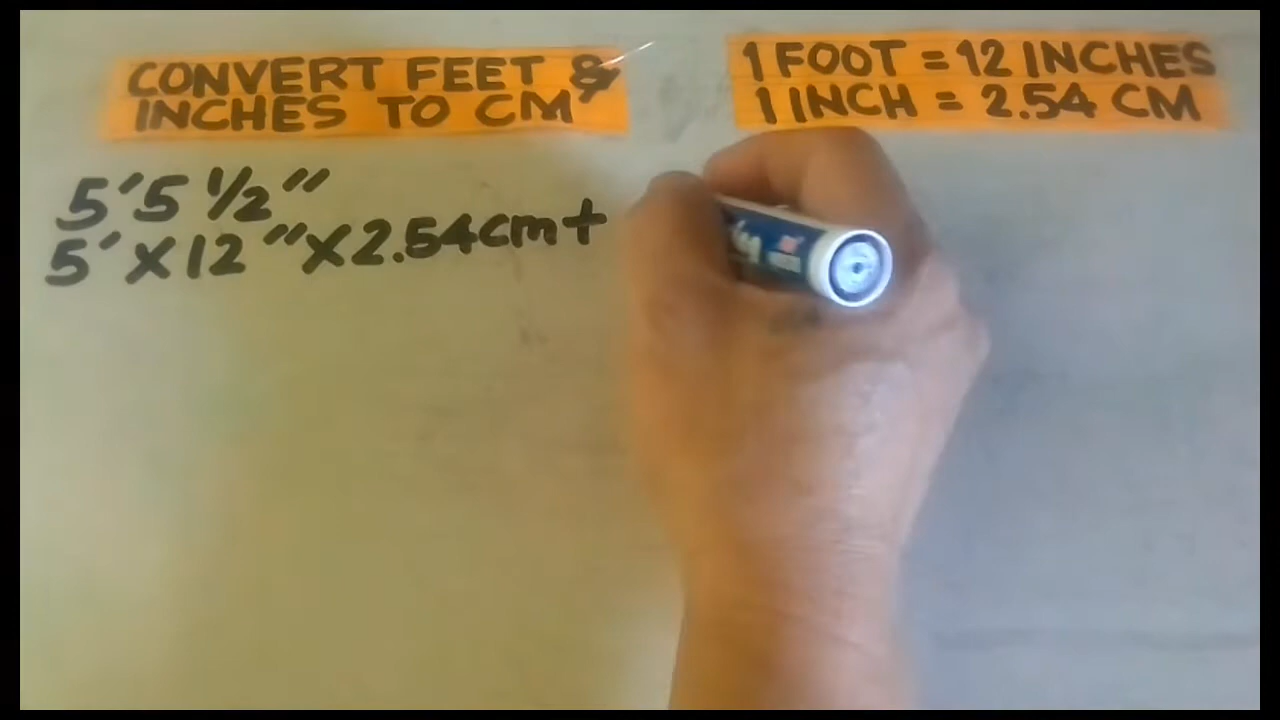 CONVERT FEET &
INCHES TO CM
1 FOOT = 12 INCHES
1 INCH = 2.54 CM
5'5 1/2"
5' X 12" X 2.54cm +